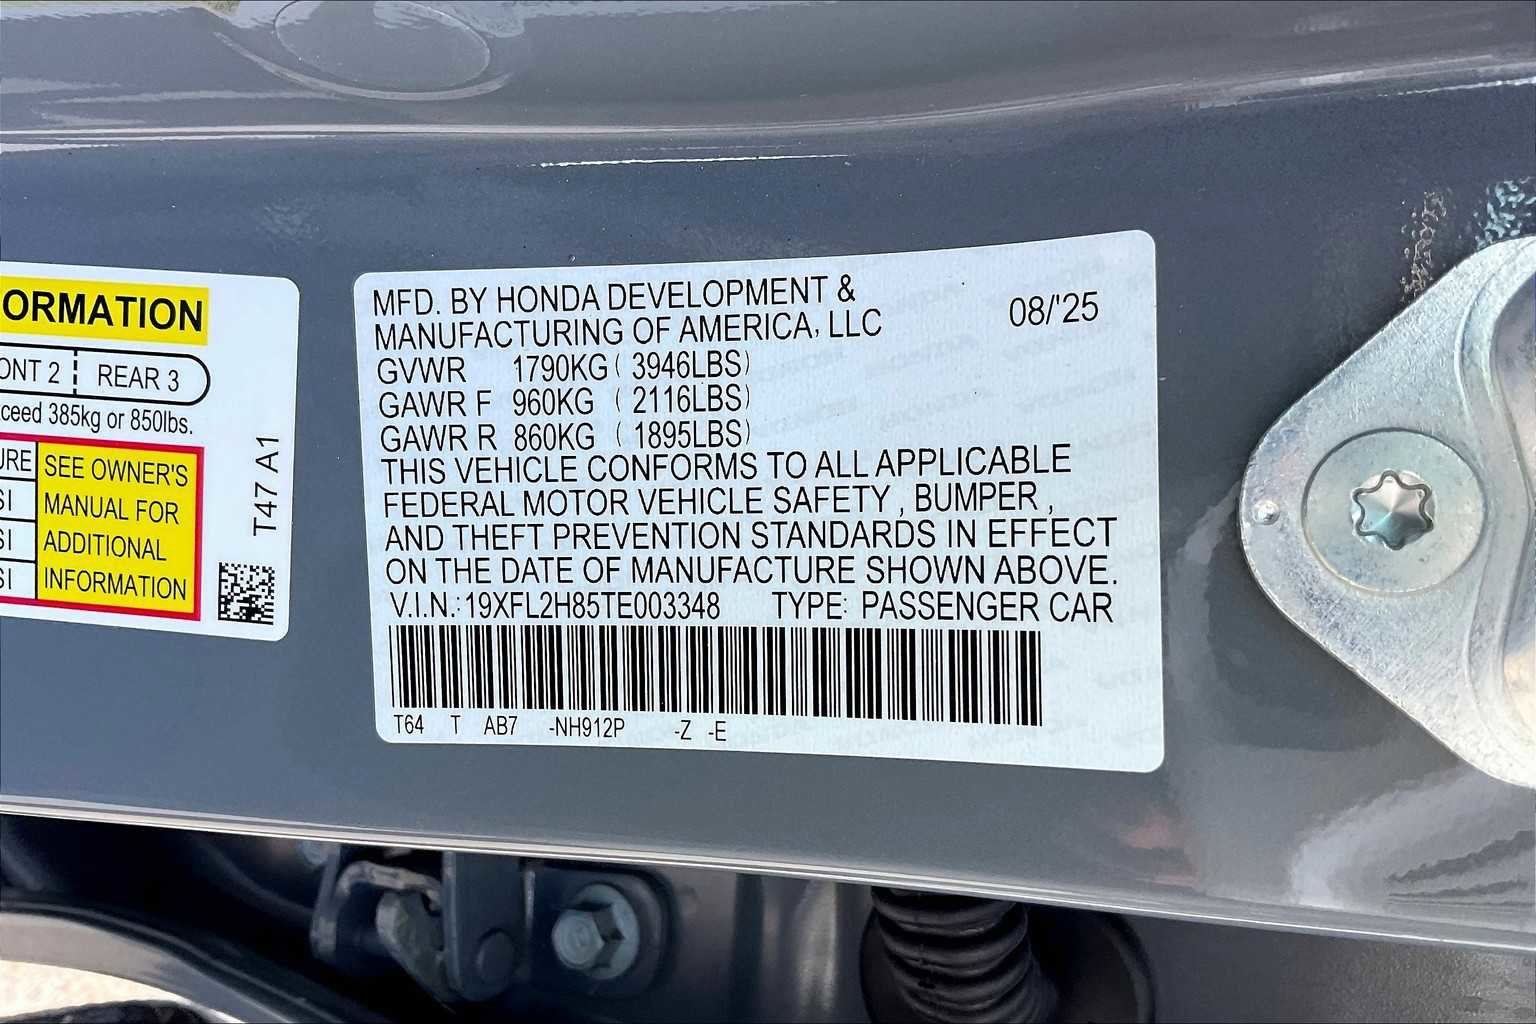 ORMATION
ONT 2 REAR 3
ceed 385kg or 850lbs.
URE
SI
SI
SI
SEE OWNER'S
MANUAL FOR
ADDITIONAL
INFORMATION
T47 A1
MFD. BY HONDA DEVELOPMENT &
MANUFACTURING OF AMERICA, LLC
08/'25
GVWR 1790KG ( 3946LBS)
GAWR F 960KG ( 2116LBS)
GAWR R 860KG ( 1895LBS)
THIS VEHICLE CONFORMS TO ALL APPLICABLE
FEDERAL MOTOR VEHICLE SAFETY , BUMPER ,
AND THEFT PREVENTION STANDARDS IN EFFECT
ON THE DATE OF MANUFACTURE SHOWN ABOVE.
V.I.N.: 19XFL2H85TE003348 TYPE: PASSENGER CAR
T64 T AB7 -NH912P -Z -E